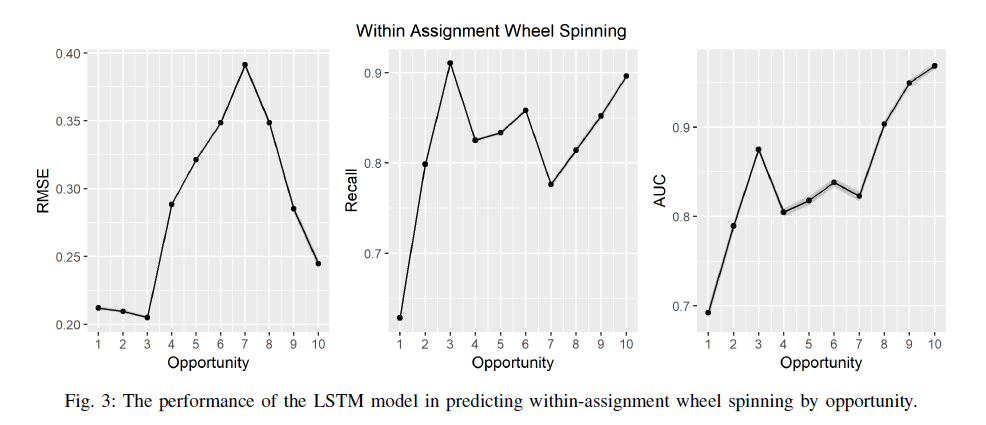 Within Assignment Wheel Spinning
RMSE
0.40
0.35
0.30
0.25
0.20
1 2 3 4 5 6 7 8 9 10
Opportunity
Recall
0.9
0.8
0.7
1 2 3 4 5 6 7 8 9 10
Opportunity
AUC
0.9
0.8
0.7
1 2 3 4 5 6 7 8 9 10
Opportunity
Fig. 3: The performance of the LSTM model in predicting within-assignment wheel spinning by opportunity.